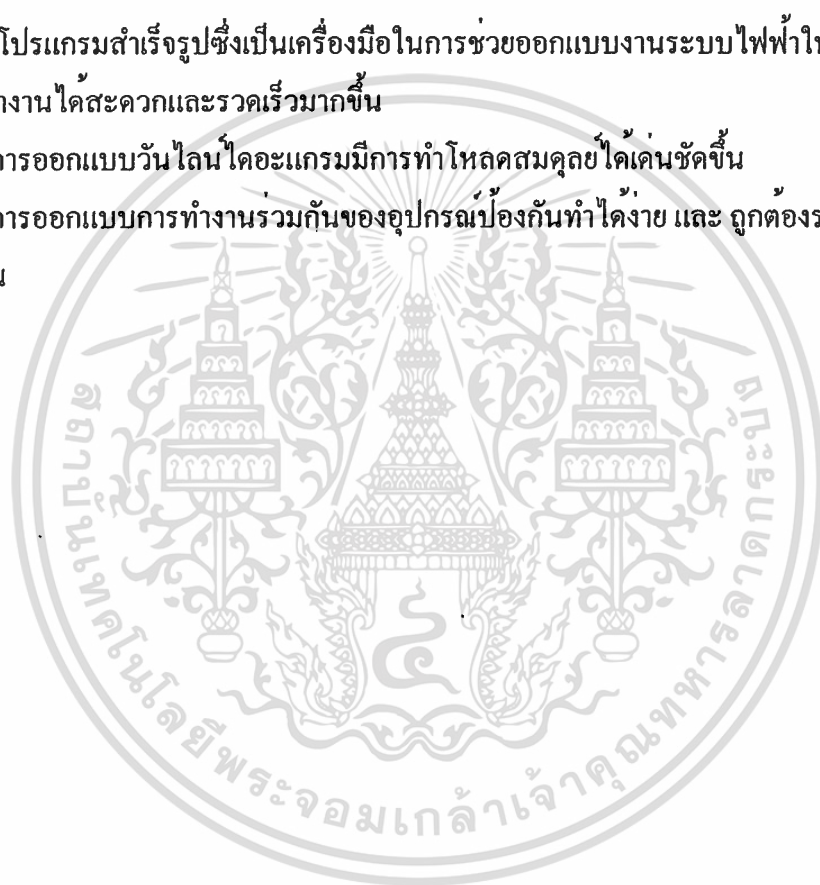 โปรแกรมสำเร็จรูปซึ่งเป็นเครื่องมือในการช่วยออกแบบงานระบบไฟฟ้าให
างานได้สะดวกและรวดเร็วมากขึ้น
การออกแบบวันไลน์ไดอะแกรมมีการทำโหลดสมดุลย์ได้เด่นชัดขึ้น
การออกแบบการทำงานร่วมกันของอุปกรณ์ป้องกันทำได้ง่าย และ ถูกต้องร
น
สถาบันเทคโนโลยีพระจอมเกล้าเจ้าคุณทหารลาดกระบัง